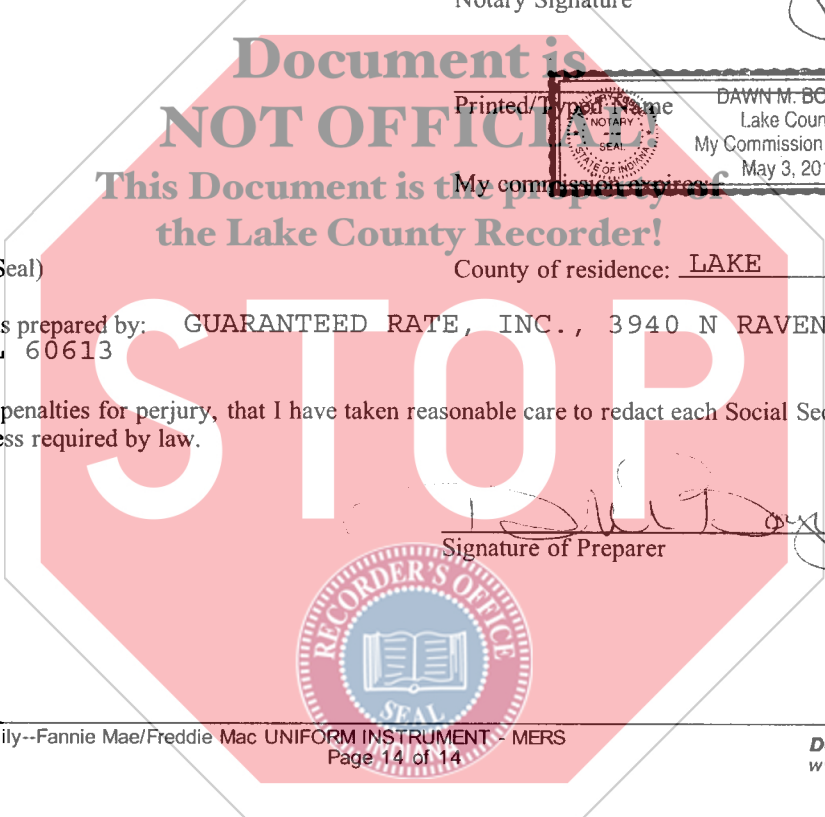 Notary Signature
Document is
NOT OFFICIAL!
Printed/Typed Name
DAWN M. BO
Lake Coun
My Commission
May 3, 201
NOTARY
SEAL
STATE OF INDIANA
This Document is the property of
My commission expires:
the Lake County Recorder!
Seal)
County of residence: LAKE
s prepared by: GUARANTEED RATE, INC., 3940 N RAVEN
L 60613
STOP
penalties for perjury, that I have taken reasonable care to redact each Social Sec
ess required by law.
Signature of Preparer
RECORDER'S OFFICE
SEAL
INDIANA
ily--Fannie Mae/Freddie Mac UNIFORM INSTRUMENT - MERS
Page 14 of 14
D
w